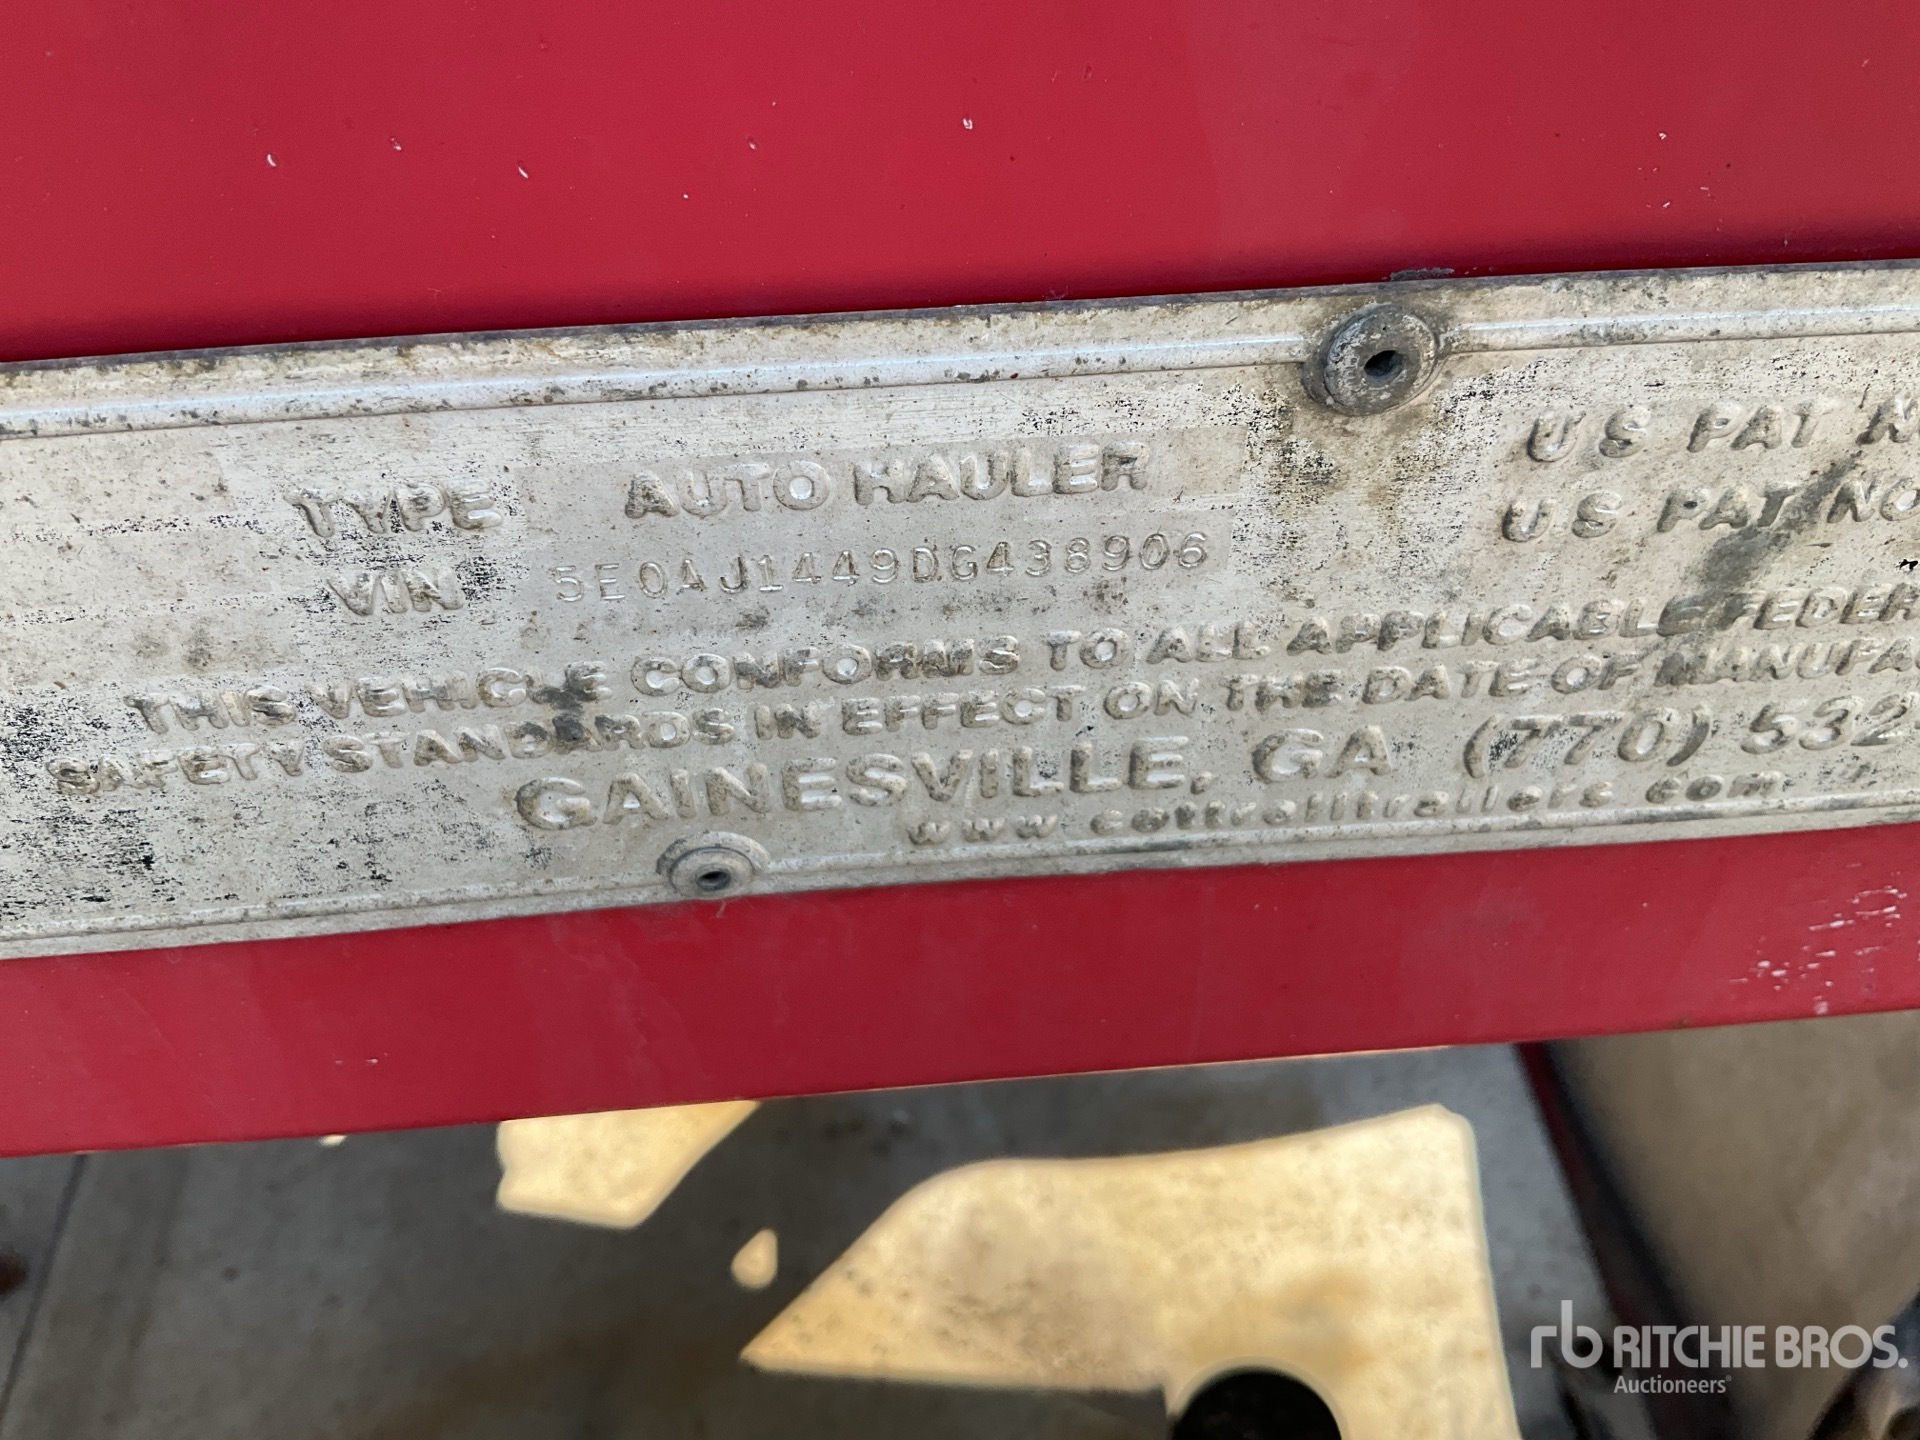 TYPE AUTO HAULER
VIN 5E0AJ1449DG438906
US PAT N
US PAT NO
THIS VEHICLE CONFORMS TO ALL APPLICABLE FEDER
SAFETY STANDARDS IN EFFECT ON THE DATE OF MANUFA
GAINESVILLE, GA (770) 532
www.cottrelltrailers.com
rb RITCHIE BROS.
Auctioneers